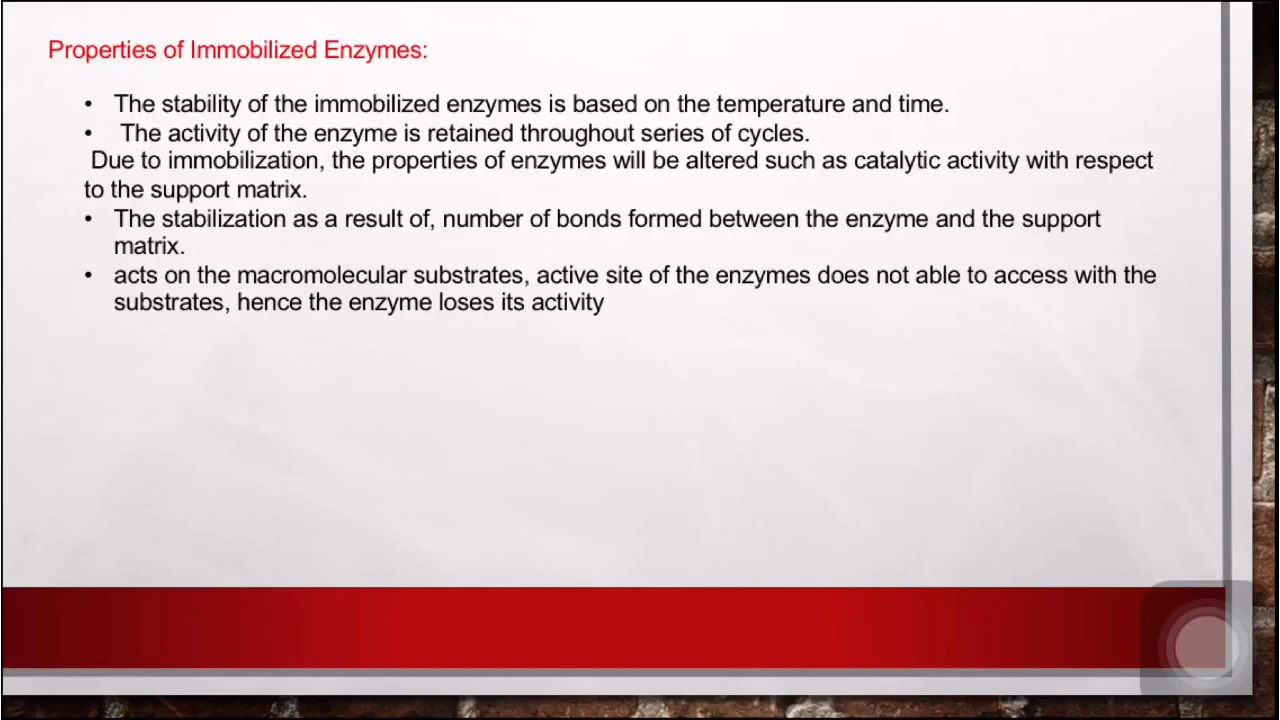 Properties of Immobilized Enzymes:
• The stability of the immobilized enzymes is based on the temperature and time.
• The activity of the enzyme is retained throughout series of cycles.
Due to immobilization, the properties of enzymes will be altered such as catalytic activity with respect
to the support matrix.
• The stabilization as a result of, number of bonds formed between the enzyme and the support
matrix.
• acts on the macromolecular substrates, active site of the enzymes does not able to access with the
substrates, hence the enzyme loses its activity